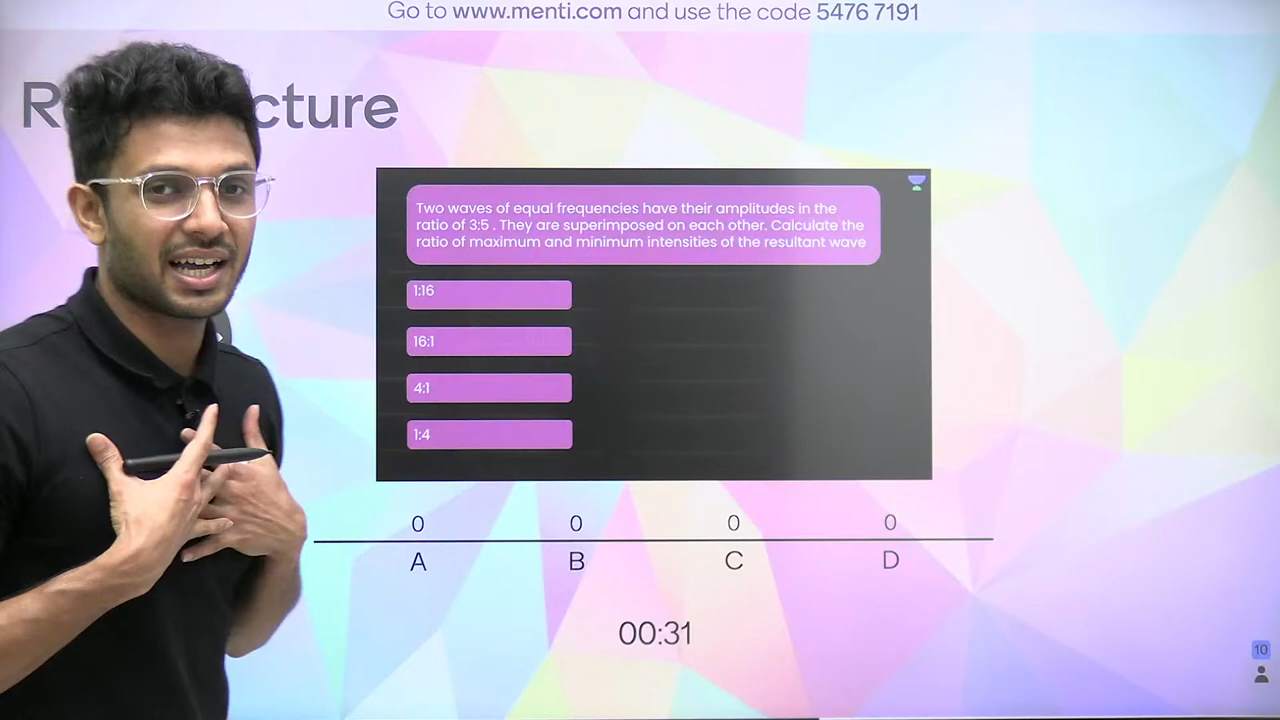 Go to www.menti.com and use the code 5476 7191
Two waves of equal frequencies have their amplitudes in the
ratio of 3:5 . They are superimposed on each other. Calculate the
ratio of maximum and minimum intensities of the resultant wave
1:16
16:1
4:1
1:4
0 0 0 0
A B C D
00:31
10